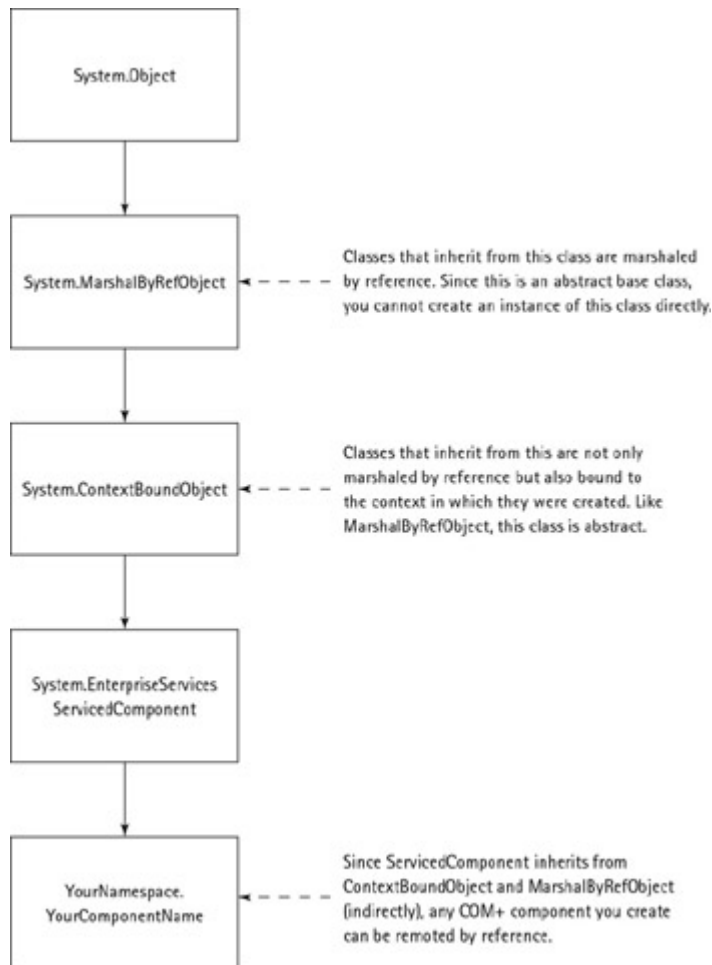 System.Object
System.MarshalByRefObject
Classes that inherit from this class are marshaled
by reference. Since this is an abstract base class,
you cannot create an instance of this class directly.
System.ContextBoundObject
Classes that inherit from this are not only
marshaled by reference but also bound to
the context in which they were created. Like
MarshalByRefObject, this class is abstract.
System.EnterpriseServices
ServicedComponent
YourNamespace.
YourComponentName
Since ServicedComponent inherits from
ContextBoundObject and MarshalByRefObject
(indirectly), any COM+ component you create
can be remoted by reference.